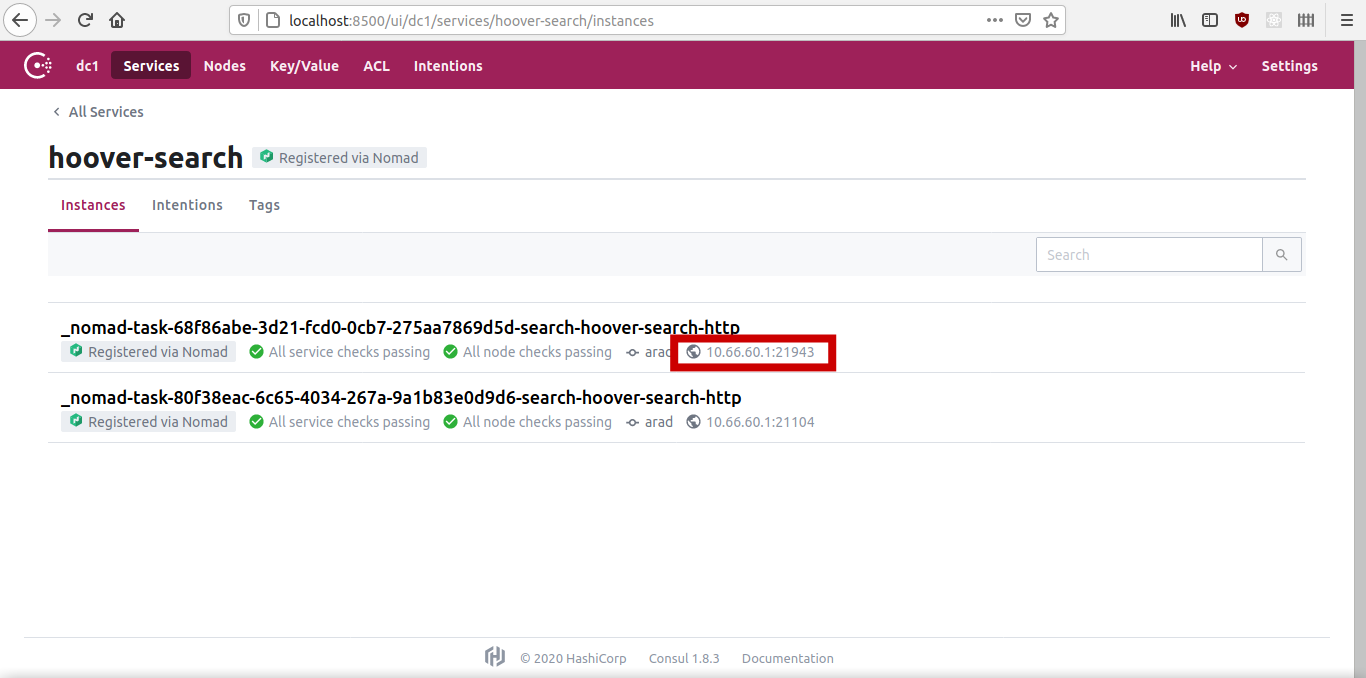 localhost:8500/ui/dc1/services/hoover-search/instances
dc1 Services Nodes Key/Value ACL Intentions Help Settings
All Services
hoover-search Registered via Nomad
Instances Intentions Tags
Search
_nomad-task-68f86abe-3d21-fcd0-0cb7-275aa7869d5d-search-hoover-search-http
Registered via Nomad All service checks passing All node checks passing arad 10.66.60.1:21943
_nomad-task-80f38eac-6c65-4034-267a-9a1b83e0d9d6-search-hoover-search-http
Registered via Nomad All service checks passing All node checks passing arad 10.66.60.1:21104
© 2020 HashiCorp Consul 1.8.3 Documentation